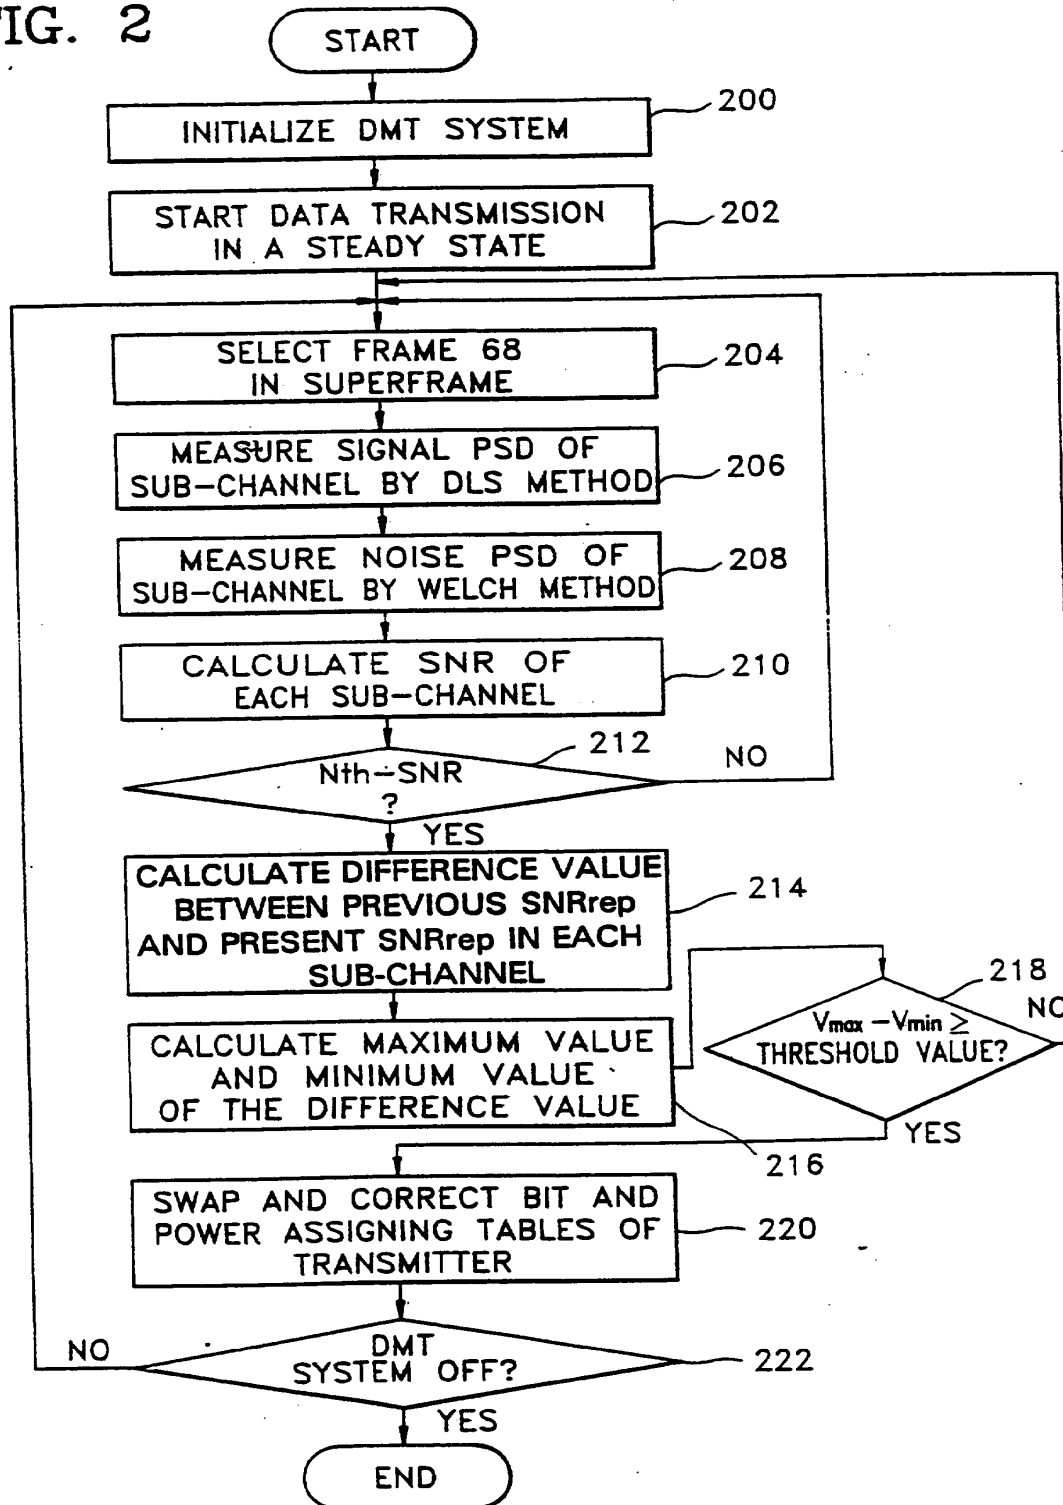 FIG. 2
START
INITIALIZE DMT SYSTEM
200
START DATA TRANSMISSION
IN A STEADY STATE
202
SELECT FRAME 68
IN SUPERFRAME
204
MEASURE SIGNAL PSD OF
SUB-CHANNEL BY DLS METHOD
206
MEASURE NOISE PSD OF
SUB-CHANNEL BY WELCH METHOD
208
CALCULATE SNR OF
EACH SUB-CHANNEL
210
Nth-SNR
?
212
NO
YES
CALCULATE DIFFERENCE VALUE
BETWEEN PREVIOUS SNRrep
AND PRESENT SNRrep IN EACH
SUB-CHANNEL
214
CALCULATE MAXIMUM VALUE
AND MINIMUM VALUE
OF THE DIFFERENCE VALUE
216
Vmax -Vmin ≥
THRESHOLD VALUE?
218
NO
YES
SWAP AND CORRECT BIT AND
POWER ASSIGNING TABLES OF
TRANSMITTER
220
DMT
SYSTEM OFF?
222
NO
YES
END